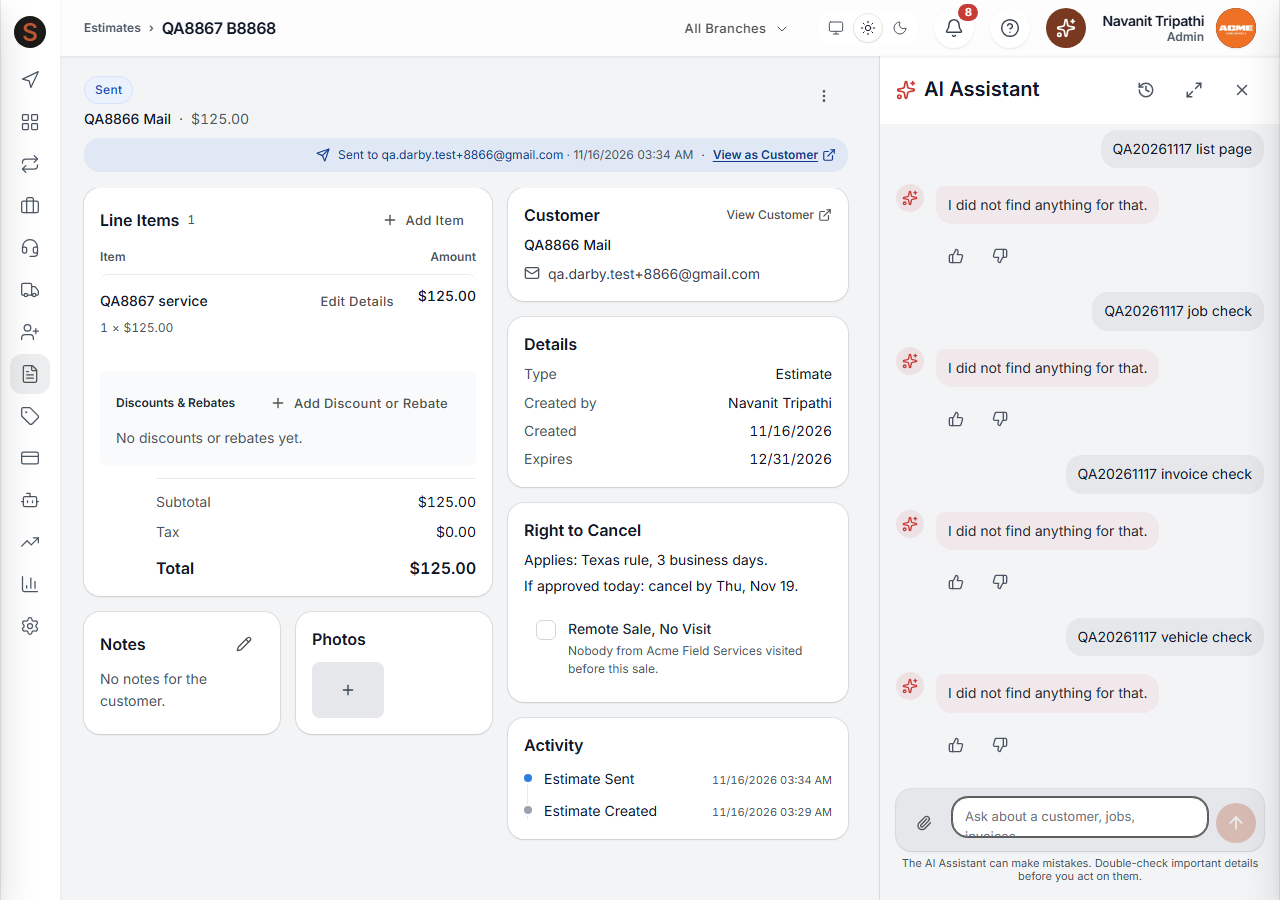 S
Estimates › QA8867 B8868
All Branches
8
Navanit Tripathi
Admin
ACME
Sent
QA8866 Mail · $125.00
Sent to qa.darby.test+8866@gmail.com · 11/16/2026 03:34 AM · View as Customer
Line Items 1
Add Item
Item Amount
QA8867 service Edit Details $125.00
1 × $125.00
Discounts & Rebates Add Discount or Rebate
No discounts or rebates yet.
Subtotal $125.00
Tax $0.00
Total $125.00
Notes
No notes for the
customer.
Photos
Customer View Customer
QA8866 Mail
qa.darby.test+8866@gmail.com
Details
Type Estimate
Created by Navanit Tripathi
Created 11/16/2026
Expires 12/31/2026
Right to Cancel
Applies: Texas rule, 3 business days.
If approved today: cancel by Thu, Nov 19.
Remote Sale, No Visit
Nobody from Acme Field Services visited
before this sale.
Activity
Estimate Sent 11/16/2026 03:34 AM
Estimate Created 11/16/2026 03:29 AM
AI Assistant
QA20261117 list page
I did not find anything for that.
QA20261117 job check
I did not find anything for that.
QA20261117 invoice check
I did not find anything for that.
QA20261117 vehicle check
I did not find anything for that.
Ask about a customer, jobs,
The AI Assistant can make mistakes. Double-check important details
before you act on them.